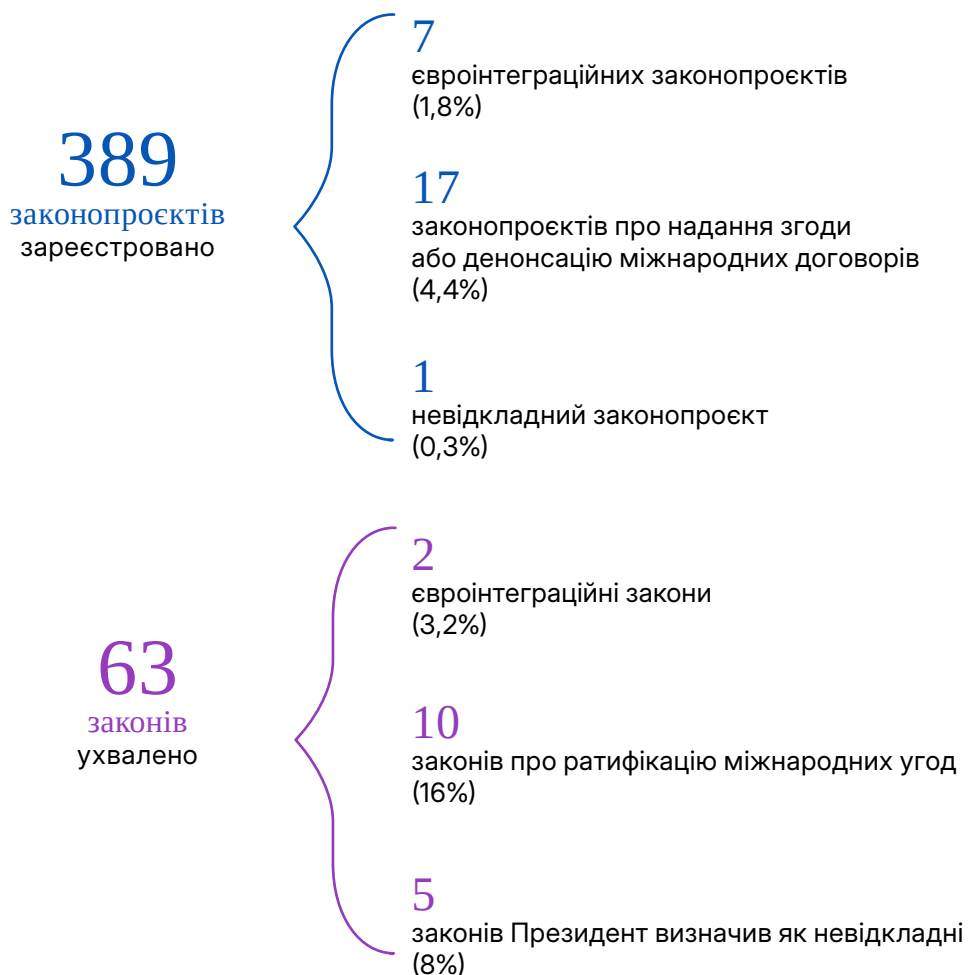 389
законопроєктів
зареєстровано
7
євроінтеграційних законопроєктів
(1,8%)
17
законопроєктів про надання згоди
або денонсацію міжнародних договорів
(4,4%)
1
невідкладний законопроєкт
(0,3%)
63
законів
ухвалено
2
євроінтеграційні закони
(3,2%)
10
законів про ратифікацію міжнародних угод
(16%)
5
законів Президент визначив як невідкладні
(8%)